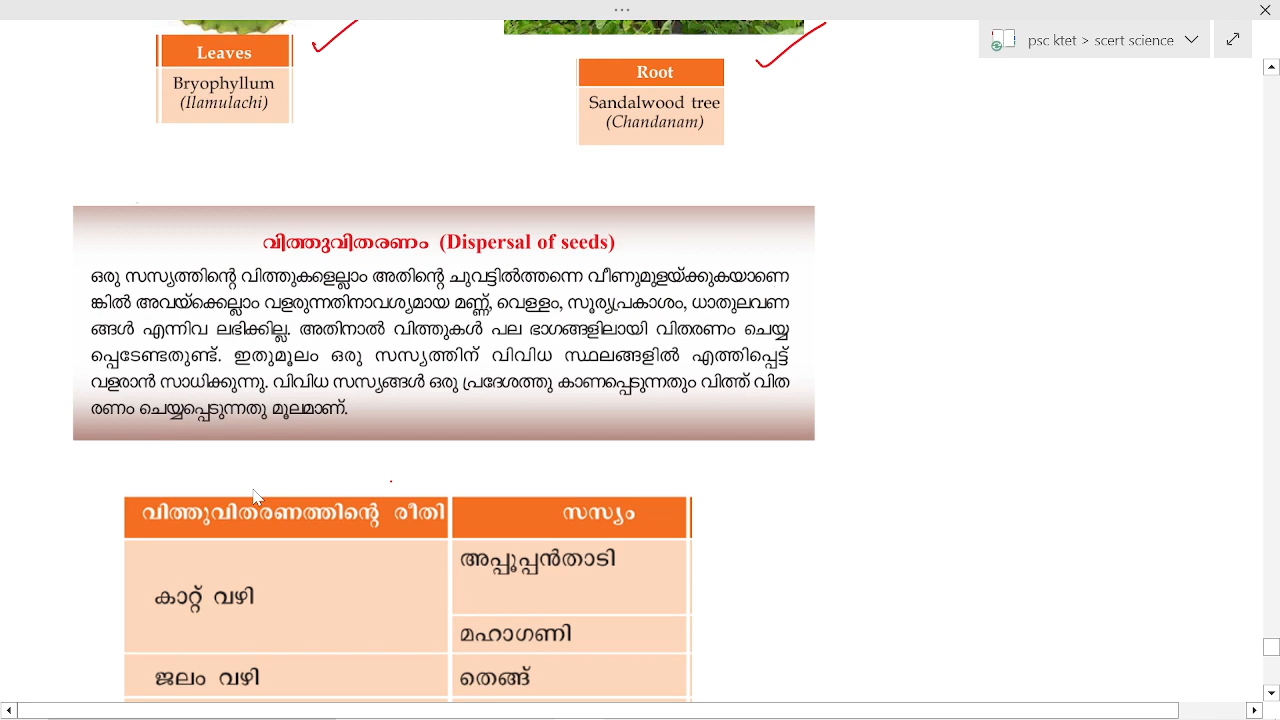 psc ktet > scert science
Leaves
Bryophyllum
(Ilamulachi)
Root
Sandalwood tree
(Chandanam)
വിത്തുവിതരണം (Dispersal of seeds)
ഒരു സസ്യത്തിന്റെ വിത്തുകളെല്ലാം അതിന്റെ ചുവട്ടിൽത്തന്നെ വീണുമുളയ്ക്കുകയാണെ
ങ്കിൽ അവയ്ക്കെല്ലാം വളരുന്നതിനാവശ്യമായ മണ്ണ്, വെള്ളം, സൂര്യപ്രകാശം, ധാതുലവണ
ങ്ങൾ എന്നിവ ലഭിക്കില്ല. അതിനാൽ വിത്തുകൾ പല ഭാഗങ്ങളിലായി വിതരണം ചെയ്യ
പ്പെടേണ്ടതുണ്ട്. ഇതുമൂലം ഒരു സസ്യത്തിന് വിവിധ സ്ഥലങ്ങളിൽ എത്തിപ്പെട്ട്
വളരാൻ സാധിക്കുന്നു. വിവിധ സസ്യങ്ങൾ ഒരു പ്രദേശത്തു കാണപ്പെടുന്നതും വിത്ത് വിത
രണം ചെയ്യപ്പെടുന്നതു മൂലമാണ്.
വിത്തുവിതരണത്തിന്റെ രീതി സസ്യം
അപ്പൂപ്പൻതാടി
കാറ്റ് വഴി
മഹാഗണി
ജലം വഴി തെങ്ങ്